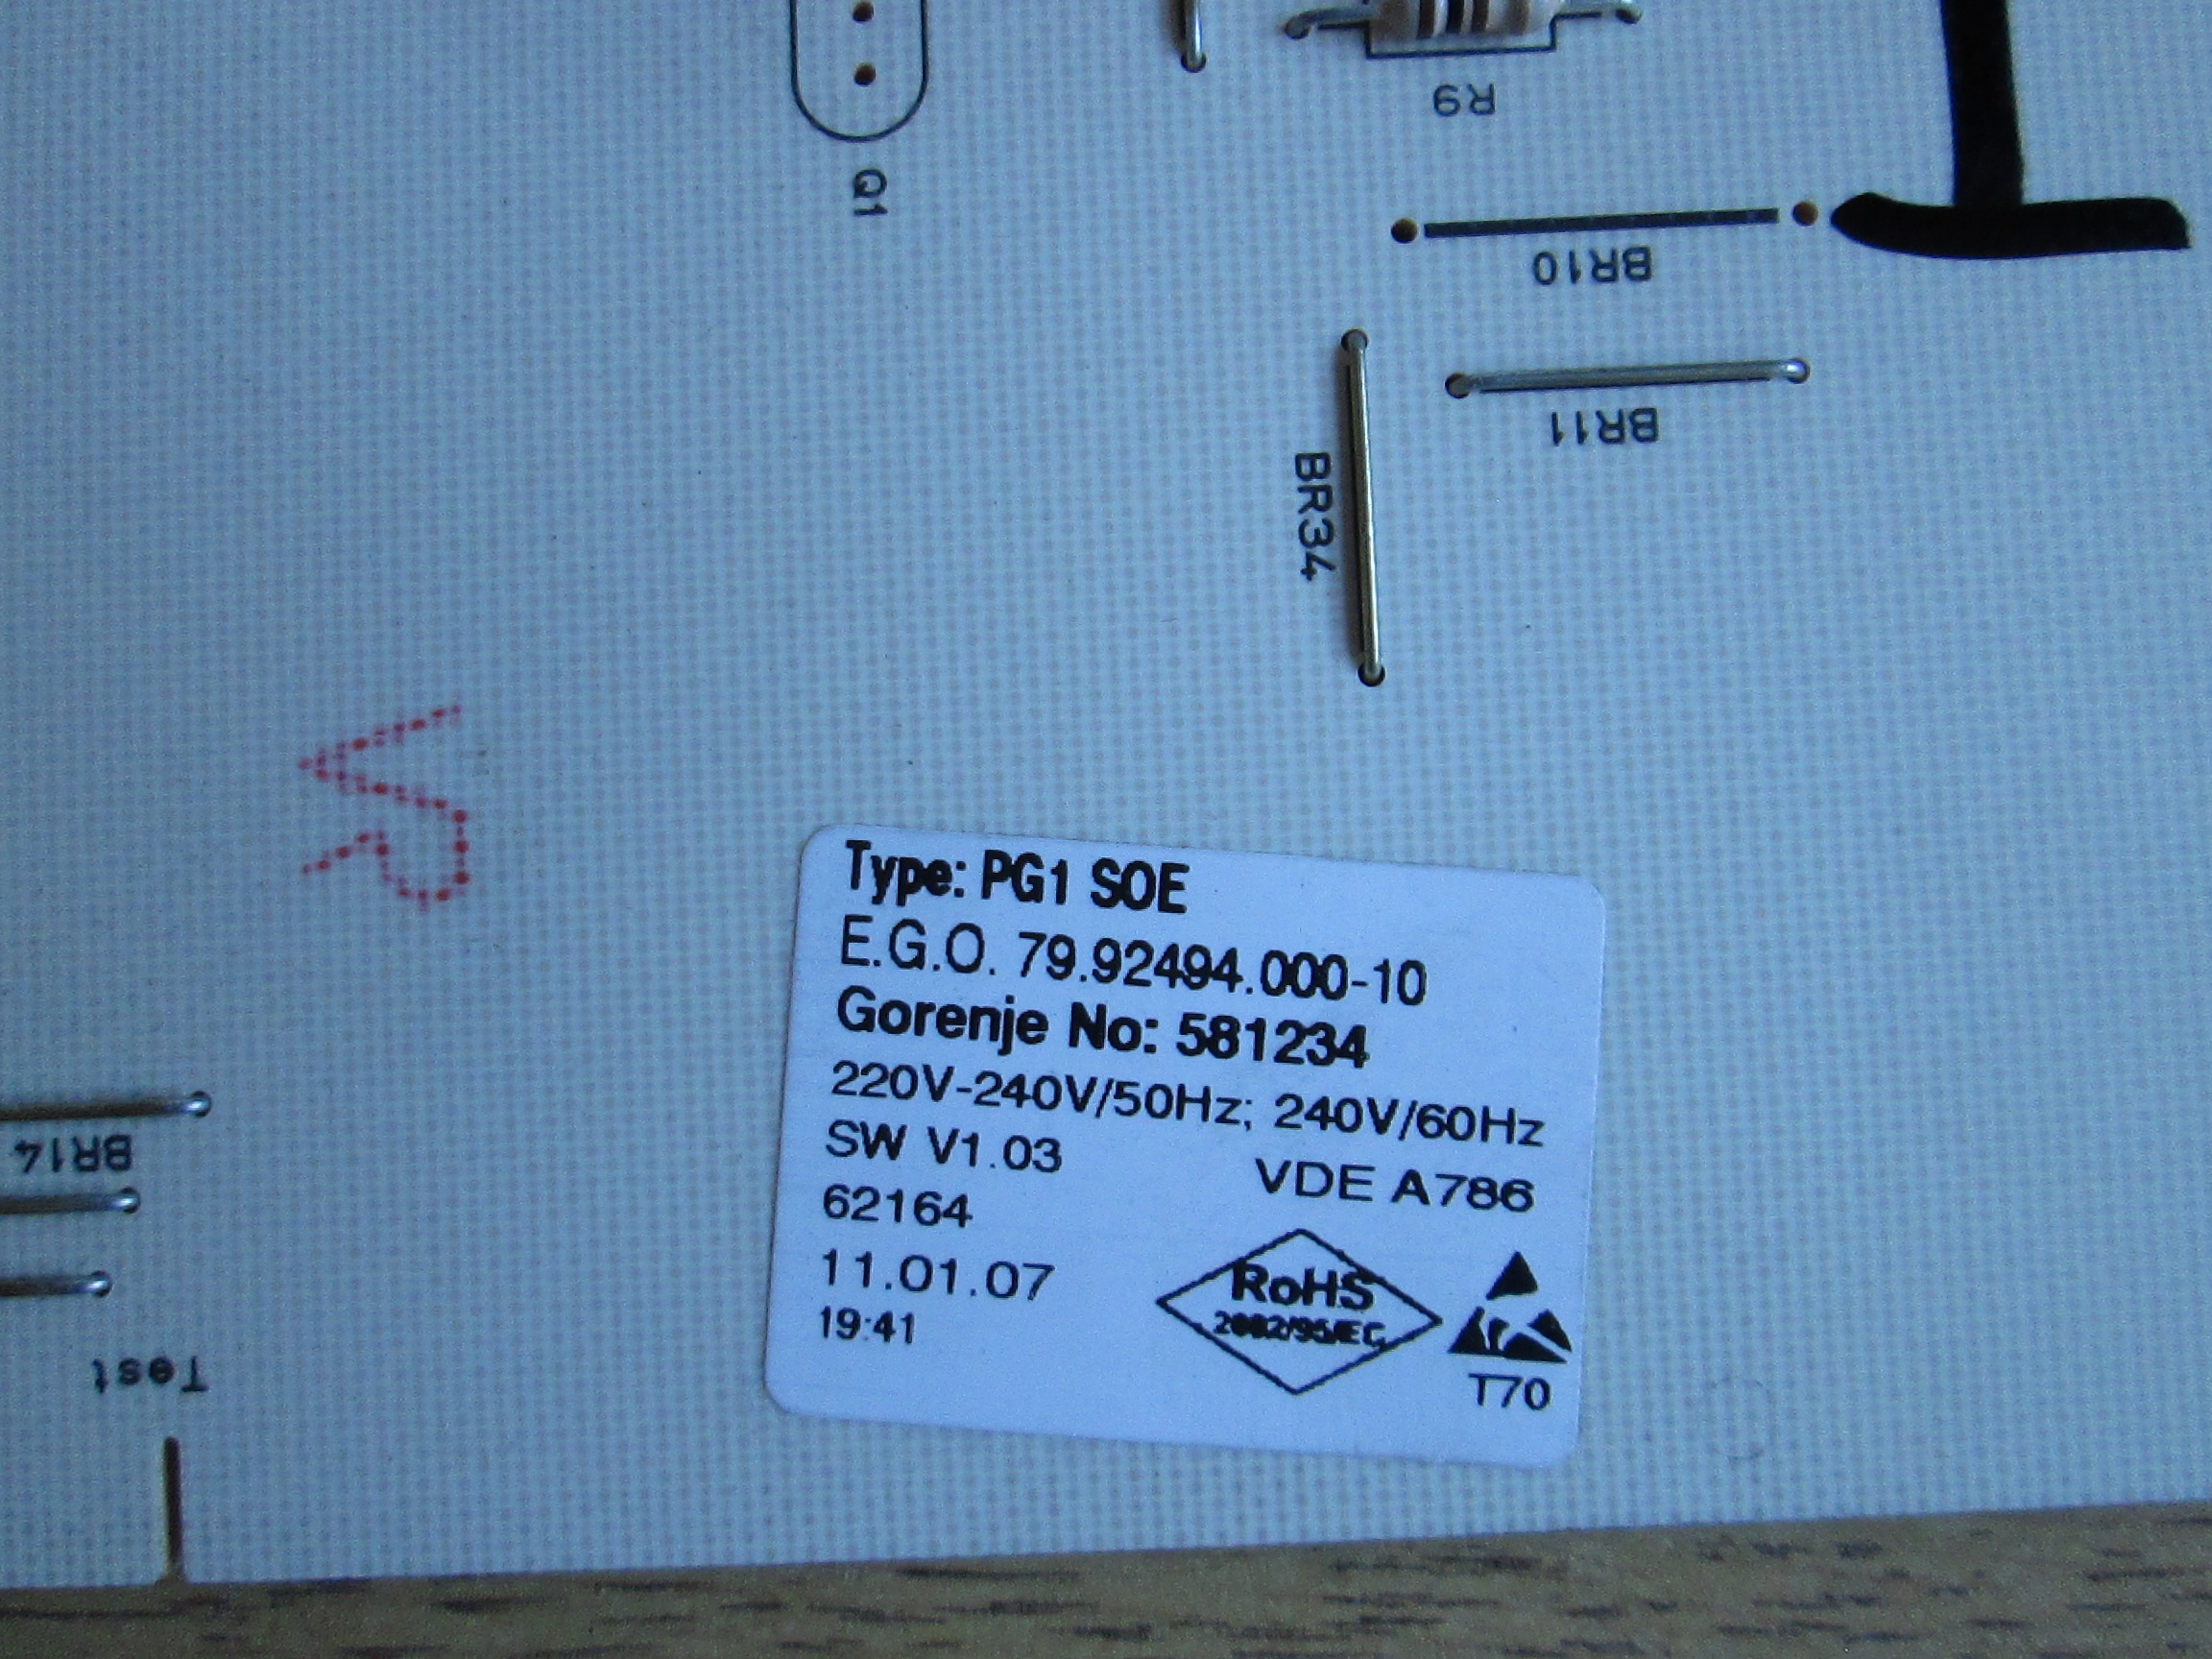 R9
Q1
BR10
BR11
BR34
Type: PG1 SOE
E.G.O. 79.92494.000-10
Gorenje No: 581234
220V-240V/50Hz; 240V/60Hz
SW V1.03
VDE A786
62164
11.01.07
19:41
RoHS
2002/95/EC
T70
BR14
Test